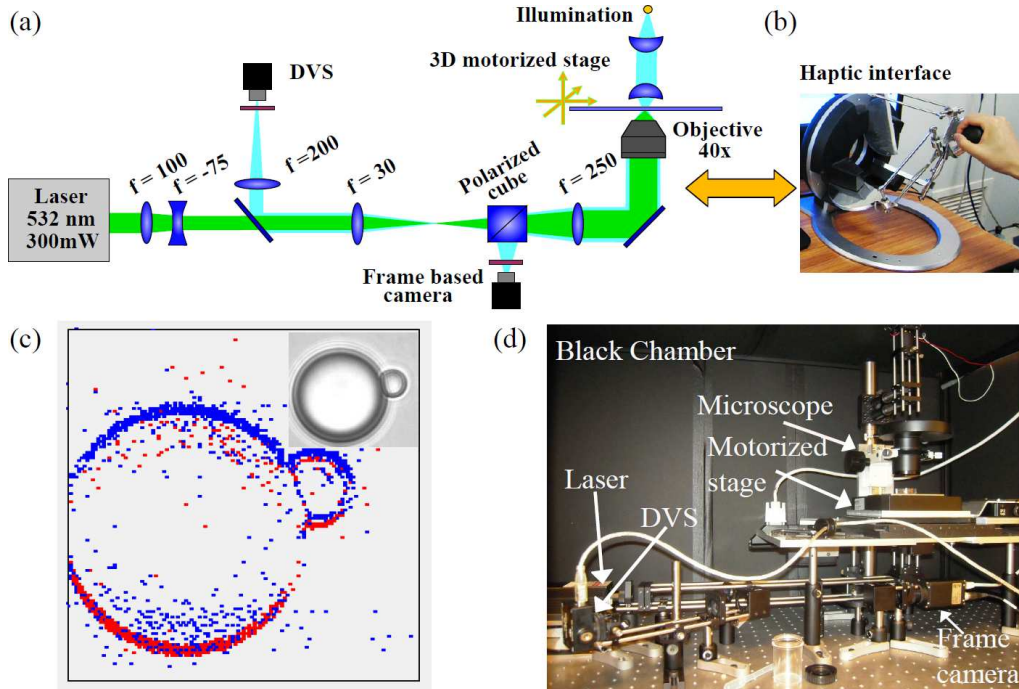 (a)
Illumination
(b)
DVS
3D motorized stage
Haptic interface
Objective
40x
f = 100
f = -75
f=200
f = 30
Polarized
cube
f = 250
Laser
532 nm
300mW
Frame based
camera
(c)
(d)
Black Chamber
Microscope
Motorized
stage
Laser
DVS
Frame
camera